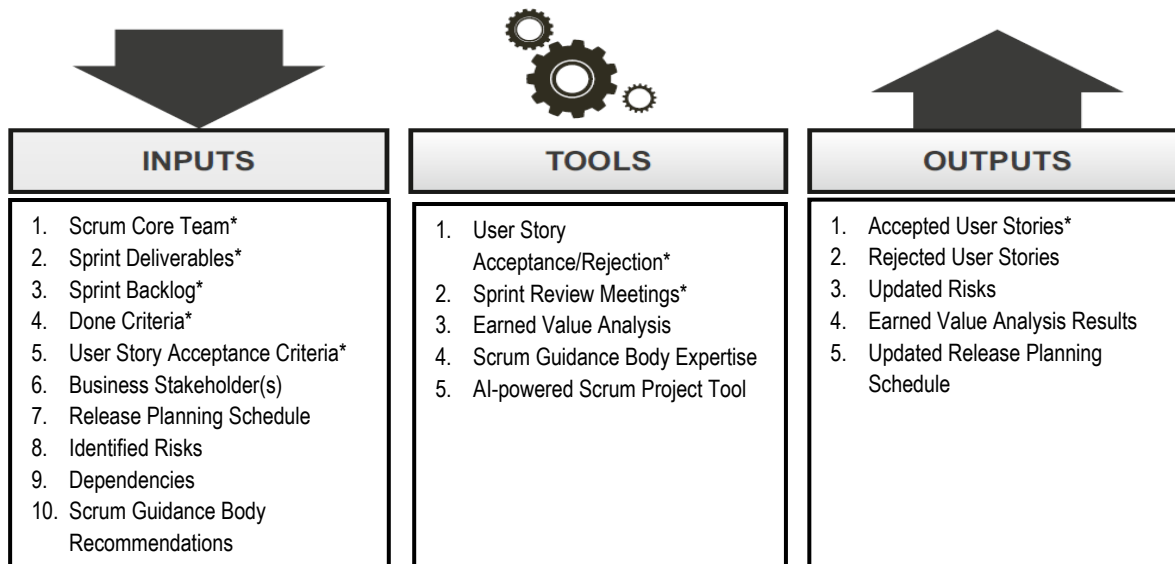 INPUTS
1. Scrum Core Team*
2. Sprint Deliverables*
3. Sprint Backlog*
4. Done Criteria*
5. User Story Acceptance Criteria*
6. Business Stakeholder(s)
7. Release Planning Schedule
8. Identified Risks
9. Dependencies
10. Scrum Guidance Body
Recommendations
TOOLS
1. User Story
Acceptance/Rejection*
2. Sprint Review Meetings*
3. Earned Value Analysis
4. Scrum Guidance Body Expertise
5. AI-powered Scrum Project Tool
OUTPUTS
1. Accepted User Stories*
2. Rejected User Stories
3. Updated Risks
4. Earned Value Analysis Results
5. Updated Release Planning
Schedule